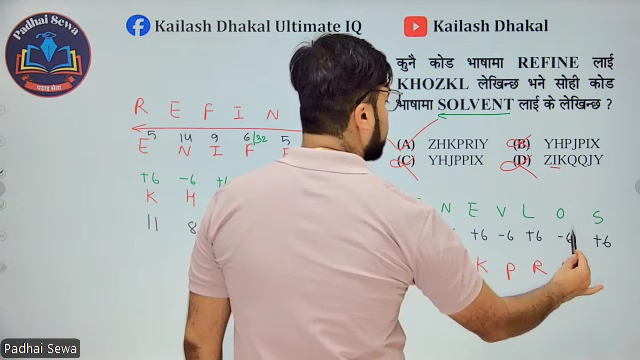 Padhai Sewa
पढाइ सेवा
Kailash Dhakal Ultimate IQ
Kailash Dhakal
कुनै कोड भाषामा REFINE लाई
KHOZKL लेखिन्छ भने सोही कोड
भाषामा SOLVENT लाई के लेखिन्छ ?
(A) ZHKPRIY (B) YHPJPIX
(C) YHJPPIX (D) ZIKQQJY
R E F I N
5 14 9 6 /32 5
E N I F
+6 -6
K H
11 8
N E V L O S
+6 -6 +6 -6 +6
K P R
Padhai Sewa